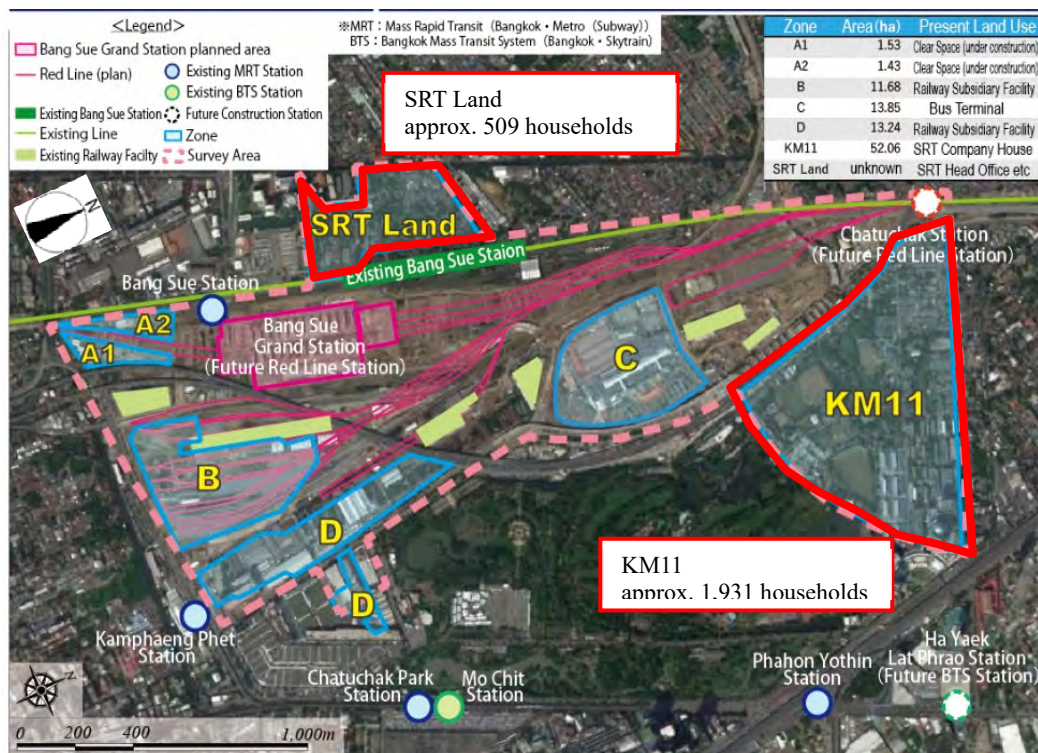 <Legend>
※MRT : Mass Rapid Transit (Bangkok・Metro (Subway))
BTS : Bangkok Mass Transit System (Bangkok・Skytrain)
Bang Sue Grand Station planned area
Red Line (plan)
Existing MRT Station
Existing BTS Station
Existing Bang Sue Station
Future Construction Station
Existing Line
Zone
Existing Railway Facilty
Survey Area
Zone Area(ha) Present Land Use
A1 1.53 Clear Space (under construction)
A2 1.43 Clear Space (under construction)
B 11.68 Railway Subsidiary Facility
C 13.85 Bus Terminal
D 13.24 Railway Subsidiary Facility
KM11 52.06 SRT Company House
SRT Land unknown SRT Head Office etc
SRT Land
approx. 509 households
N
SRT Land
Existing Bang Sue Staion
Chatuchak Station
(Future Red Line Station)
Bang Sue Station
A2
A1
Bang Sue
Grand Station
(Future Red Line Station)
C
KM11
B
D
D
KM11
approx. 1,931 households
Kamphaeng Phet
Station
Chatuchak Park
Station
Mo Chit
Station
Phahon Yothin
Station
Ha Yaek
Lat Phrao Station
(Future BTS Station)
N
0 200 400 1,000m